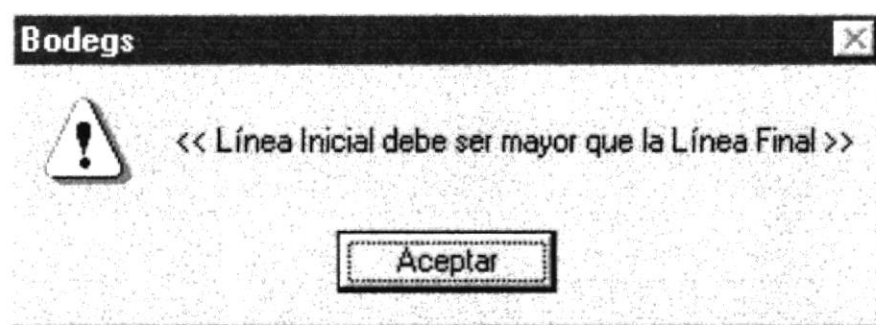 Bodegs
<< Línea Inicial debe ser mayor que la Línea Final >>
Aceptar